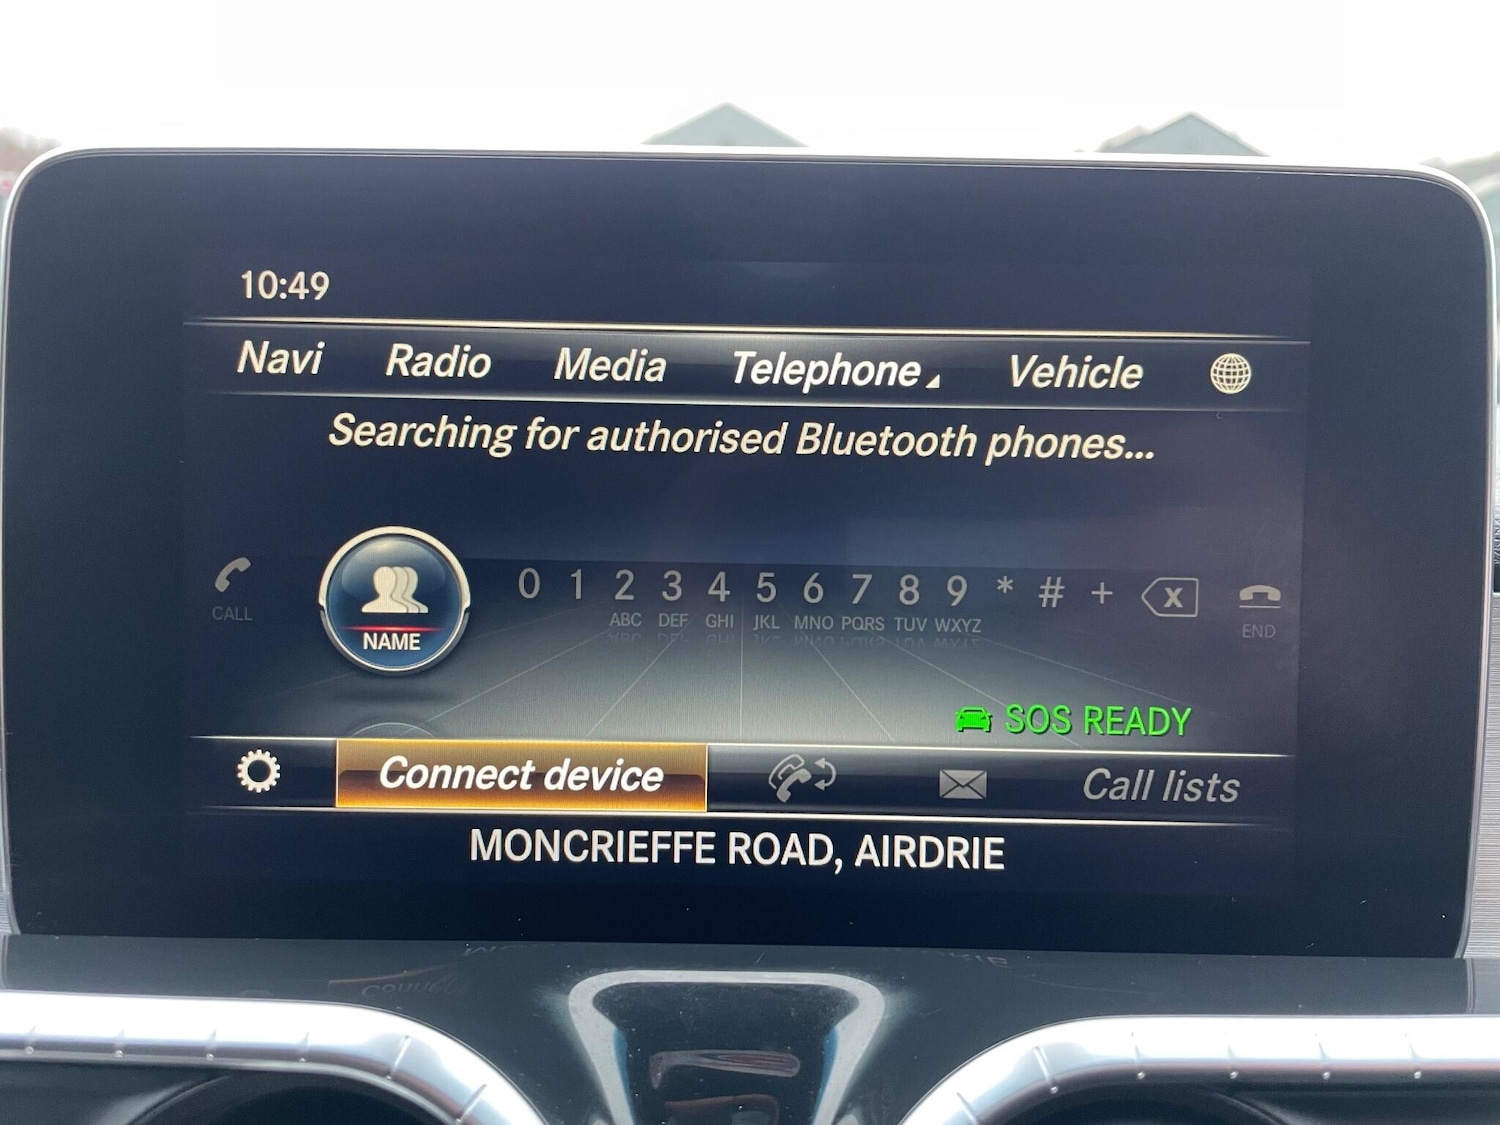 10:49
Navi Radio Media Telephone Vehicle
Searching for authorised Bluetooth phones...
CALL
NAME
0 1 2 3 4 5 6 7 8 9 * # + X
ABC DEF GHI JKL MNO PQRS TUV WXYZ
END
SOS READY
Connect device Call lists
MONCRIEFFE ROAD, AIRDRIE